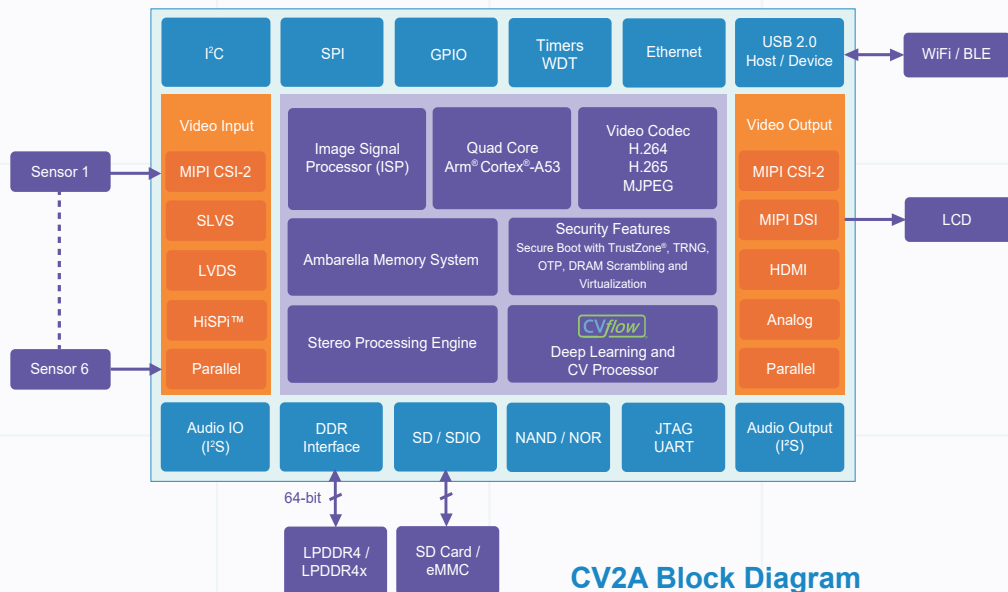 I²C
SPI
GPIO
Timers
WDT
Ethernet
USB 2.0
Host / Device
WiFi / BLE
Video Input
MIPI CSI-2
SLVS
LVDS
HiSPi™
Parallel
Sensor 1
Sensor 6
Image Signal
Processor (ISP)
Quad Core
Arm® Cortex®-A53
Video Codec
H.264
H.265
MJPEG
Ambarella Memory System
Security Features
Secure Boot with TrustZone®, TRNG,
OTP, DRAM Scrambling and
Virtualization
Stereo Processing Engine
CVflow
Deep Learning and
CV Processor
Video Output
MIPI CSI-2
MIPI DSI
HDMI
Analog
Parallel
LCD
Audio IO
(I²S)
DDR
Interface
SD / SDIO
NAND / NOR
JTAG
UART
Audio Output
(I²S)
64-bit
LPDDR4 /
LPDDR4x
SD Card /
eMMC
CV2A Block Diagram